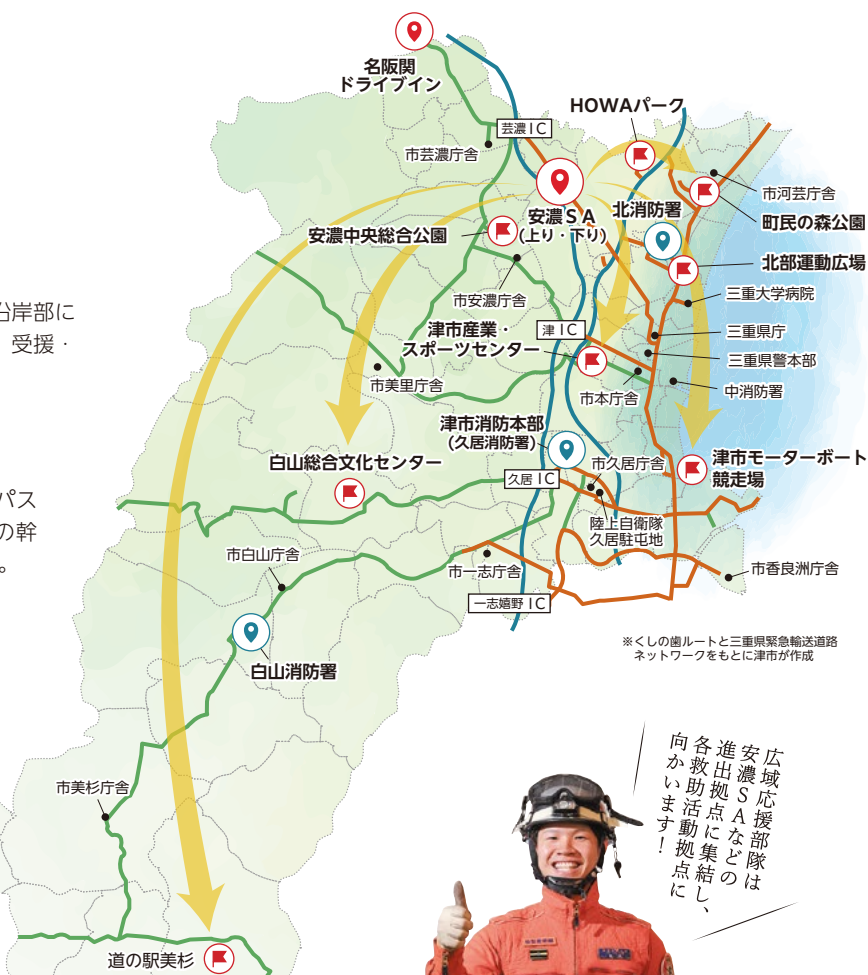 名阪関
ドライブイン
HOWAパーク
芸濃IC
市芸濃庁舎
市河芸庁舎
安濃SA
(上り・下り)
北消防署
町民の森公園
安濃中央総合公園
北部運動広場
市安濃庁舎
三重大学病院
沿岸部に
受援・
津市産業・
スポーツセンター
津IC
三重県庁
三重県警本部
市美里庁舎
市本庁舎
中消防署
津市消防本部
(久居消防署)
白山総合文化センター
市久居庁舎
津市モーターボート
競走場
久居IC
パス
の幹
。
陸上自衛隊
久居駐屯地
市白山庁舎
市一志庁舎
市香良洲庁舎
一志嬉野IC
※くしの歯ルートと三重県緊急輸送道路
ネットワークをもとに津市が作成
白山消防署
市美杉庁舎
道の駅美杉
広域応援部隊は
安濃SAなどの
進出拠点に集結し、
各救助活動拠点に
向かいます！